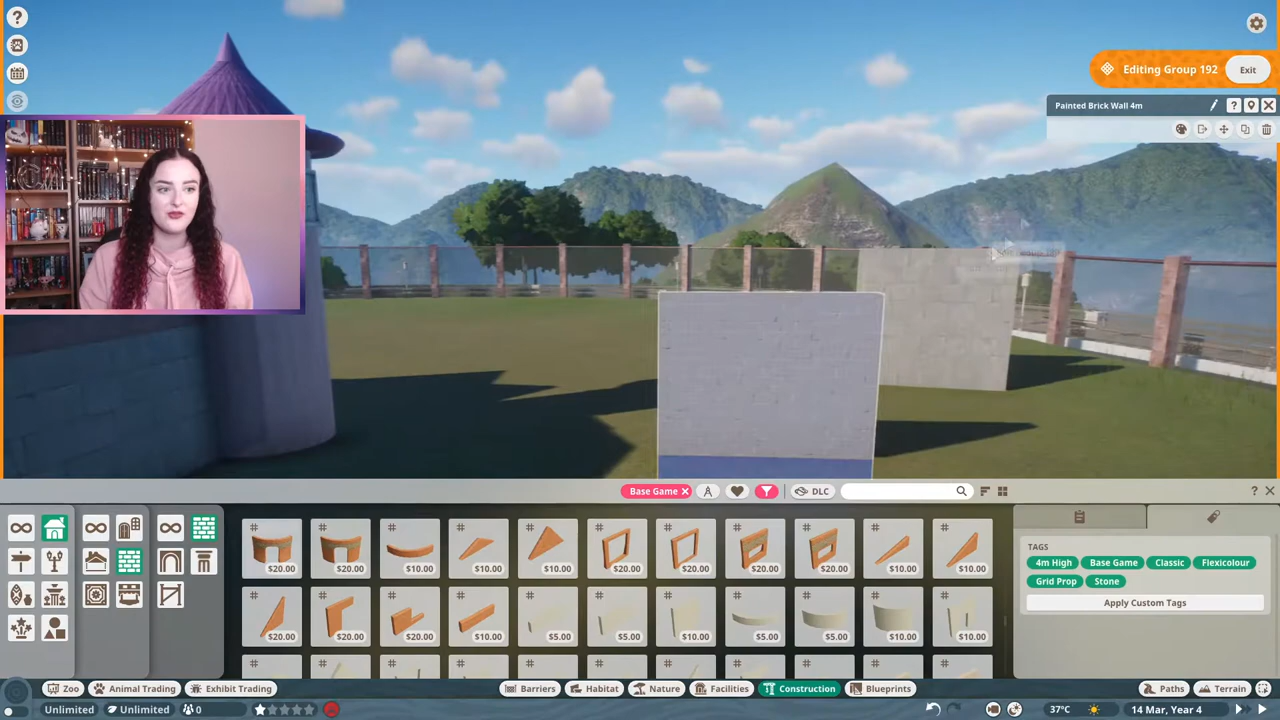 Editing Group 192
Exit
Painted Brick Wall 4m
?
Base Game ×
DLC
?
$20.00 $20.00 $10.00 $10.00 $10.00 $20.00 $20.00 $20.00 $20.00 $10.00 $10.00
$20.00 $20.00 $20.00 $10.00 $5.00 $5.00 $10.00 $5.00 $5.00 $10.00 $10.00
TAGS
4m High Base Game Classic Flexicolour
Grid Prop Stone
Apply Custom Tags
Zoo Animal Trading Exhibit Trading Barriers Habitat Nature Facilities Construction Blueprints Paths Terrain
Unlimited Unlimited 0 37°C 14 Mar, Year 4